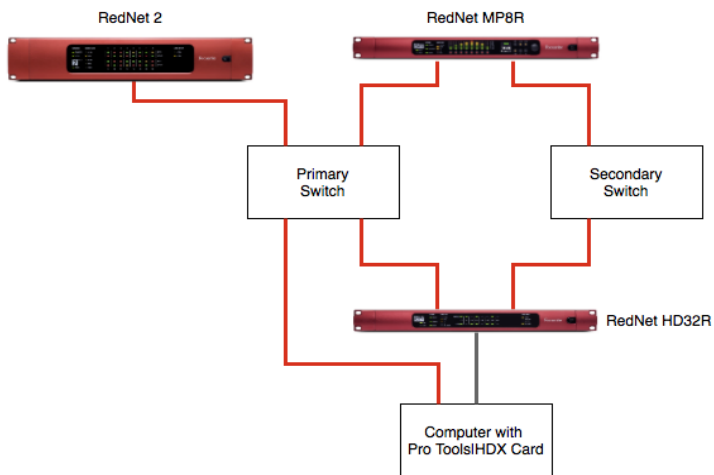 RedNet 2
RedNet MP8R
Primary
Switch
Secondary
Switch
RedNet HD32R
Computer with
Pro Tools|HDX Card